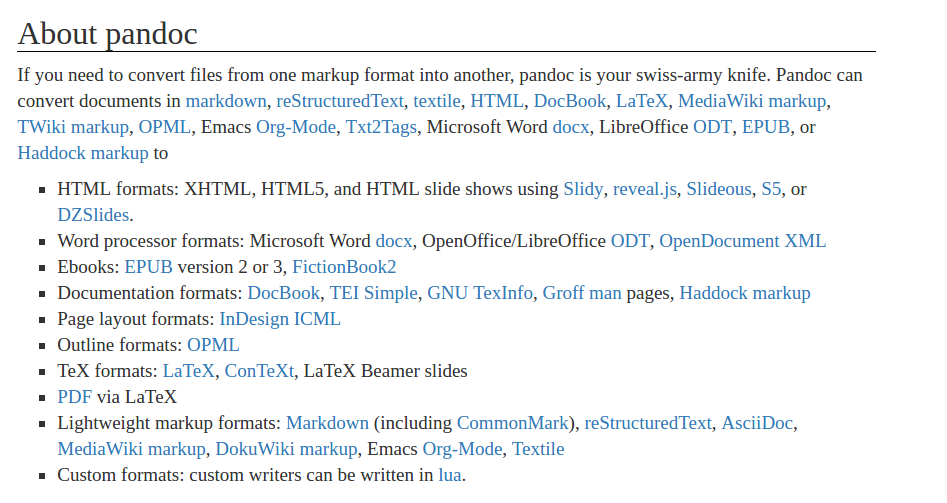 About pandoc
If you need to convert files from one markup format into another, pandoc is your swiss-army knife. Pandoc can
convert documents in markdown, reStructuredText, textile, HTML, DocBook, LaTeX, MediaWiki markup,
TWiki markup, OPML, Emacs Org-Mode, Txt2Tags, Microsoft Word docx, LibreOffice ODT, EPUB, or
Haddock markup to
▪ HTML formats: XHTML, HTML5, and HTML slide shows using Slidy, reveal.js, Slideous, S5, or
DZSlides.
▪ Word processor formats: Microsoft Word docx, OpenOffice/LibreOffice ODT, OpenDocument XML
▪ Ebooks: EPUB version 2 or 3, FictionBook2
▪ Documentation formats: DocBook, TEI Simple, GNU TexInfo, Groff man pages, Haddock markup
▪ Page layout formats: InDesign ICML
▪ Outline formats: OPML
▪ TeX formats: LaTeX, ConTeXt, LaTeX Beamer slides
▪ PDF via LaTeX
▪ Lightweight markup formats: Markdown (including CommonMark), reStructuredText, AsciiDoc,
MediaWiki markup, DokuWiki markup, Emacs Org-Mode, Textile
▪ Custom formats: custom writers can be written in lua.